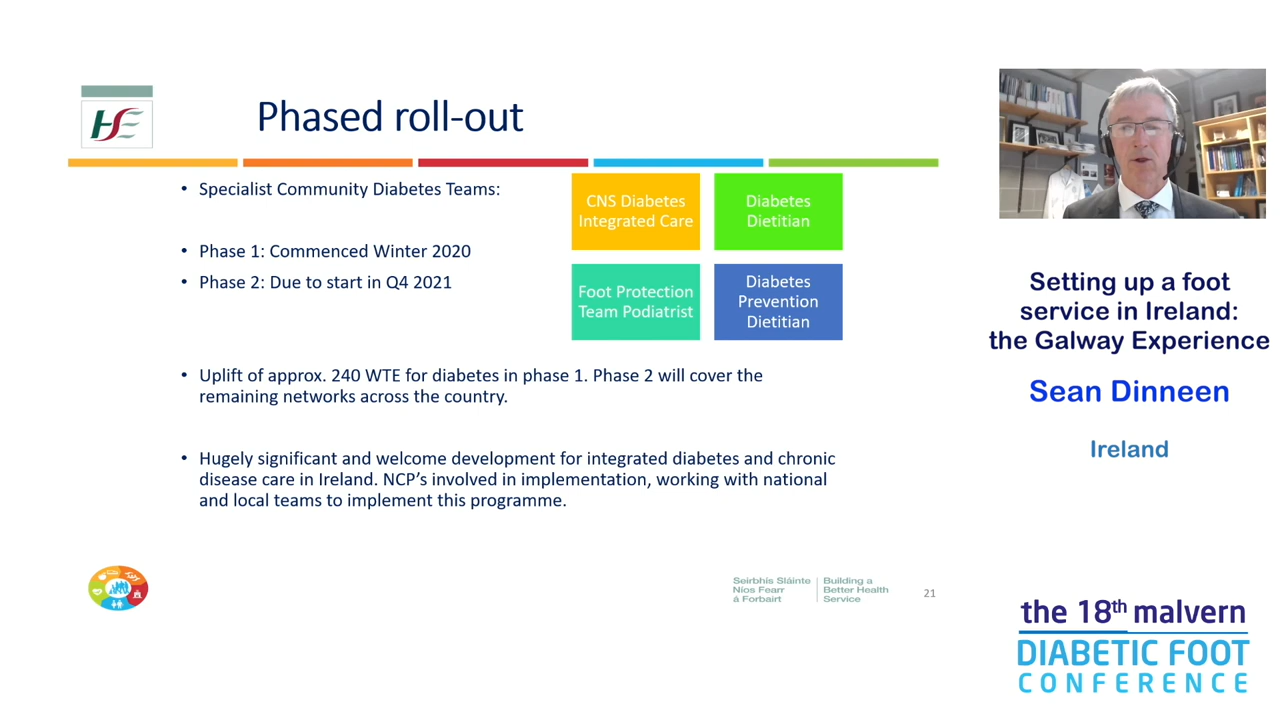 HSE
Phased roll-out
• Specialist Community Diabetes Teams:
• Phase 1: Commenced Winter 2020
• Phase 2: Due to start in Q4 2021
CNS Diabetes
Integrated Care
Diabetes
Dietitian
Foot Protection
Team Podiatrist
Diabetes
Prevention
Dietitian
• Uplift of approx. 240 WTE for diabetes in phase 1. Phase 2 will cover the
remaining networks across the country.
• Hugely significant and welcome development for integrated diabetes and chronic
disease care in Ireland. NCP's involved in implementation, working with national
and local teams to implement this programme.
Seirbhís Sláinte
Níos Fearr
á Forbairt
Building a
Better Health
Service
21
Setting up a foot
service in Ireland:
the Galway Experience
Sean Dinneen
Ireland
the 18th malvern
DIABETIC FOOT
CONFERENCE